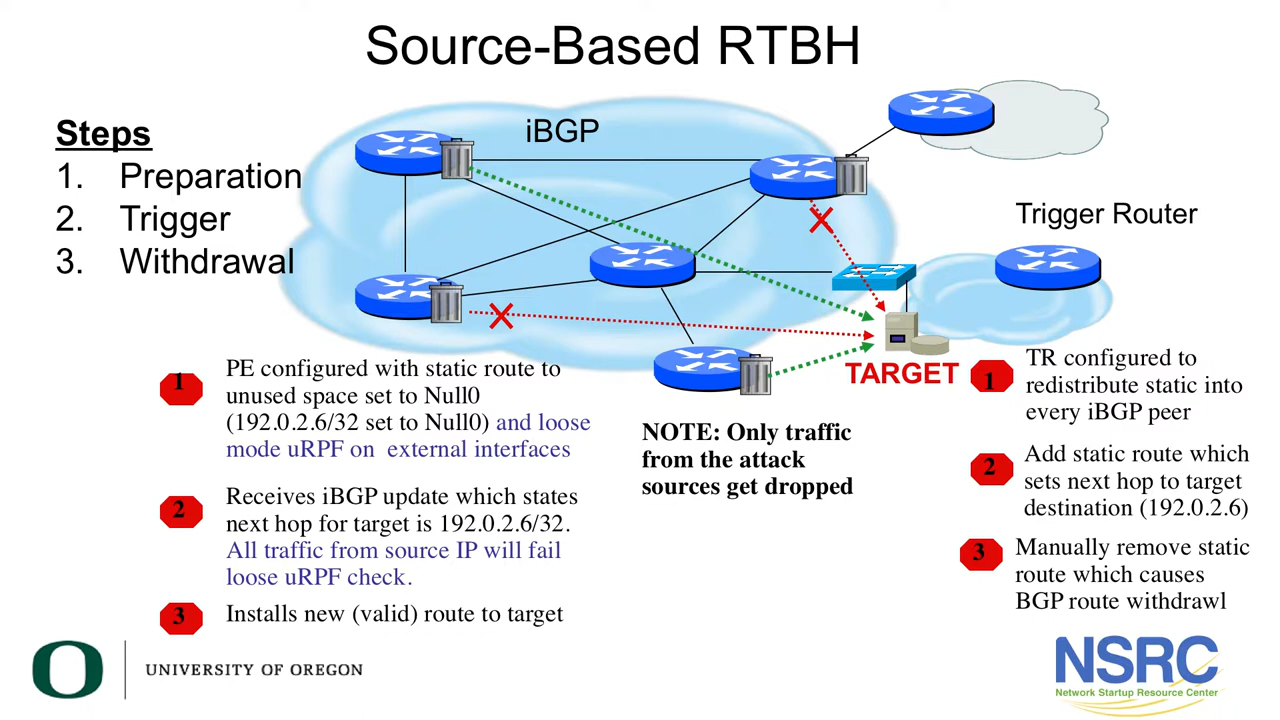 Source-Based RTBH
Steps
1. Preparation
2. Trigger
3. Withdrawal
iBGP
Trigger Router
TARGET
1
PE configured with static route to
unused space set to Null0
(192.0.2.6/32 set to Null0) and loose
mode uRPF on external interfaces
2
Receives iBGP update which states
next hop for target is 192.0.2.6/32.
All traffic from source IP will fail
loose uRPF check.
3
Installs new (valid) route to target
NOTE: Only traffic
from the attack
sources get dropped
1
TR configured to
redistribute static into
every iBGP peer
2
Add static route which
sets next hop to target
destination (192.0.2.6)
3
Manually remove static
route which causes
BGP route withdrawl
O
UNIVERSITY OF OREGON
NSRC
Network Startup Resource Center